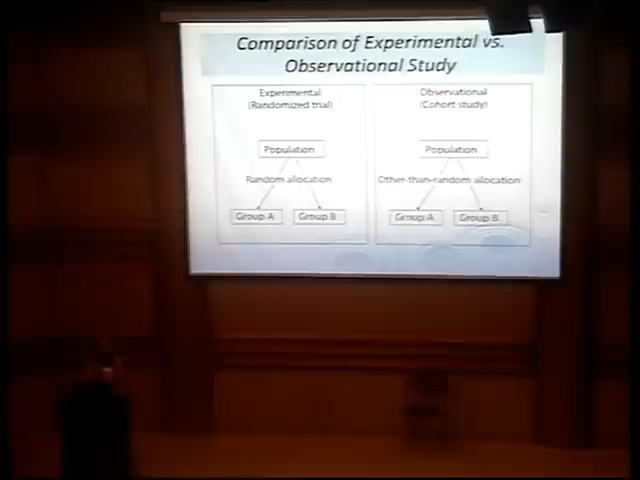 Comparison of Experimental vs.
Observational Study
Experimental
(Randomized trial)
Population
Random allocation
Group A
Group B
Observational
(Cohort study)
Population
Other-than-random allocation
Group A
Group B